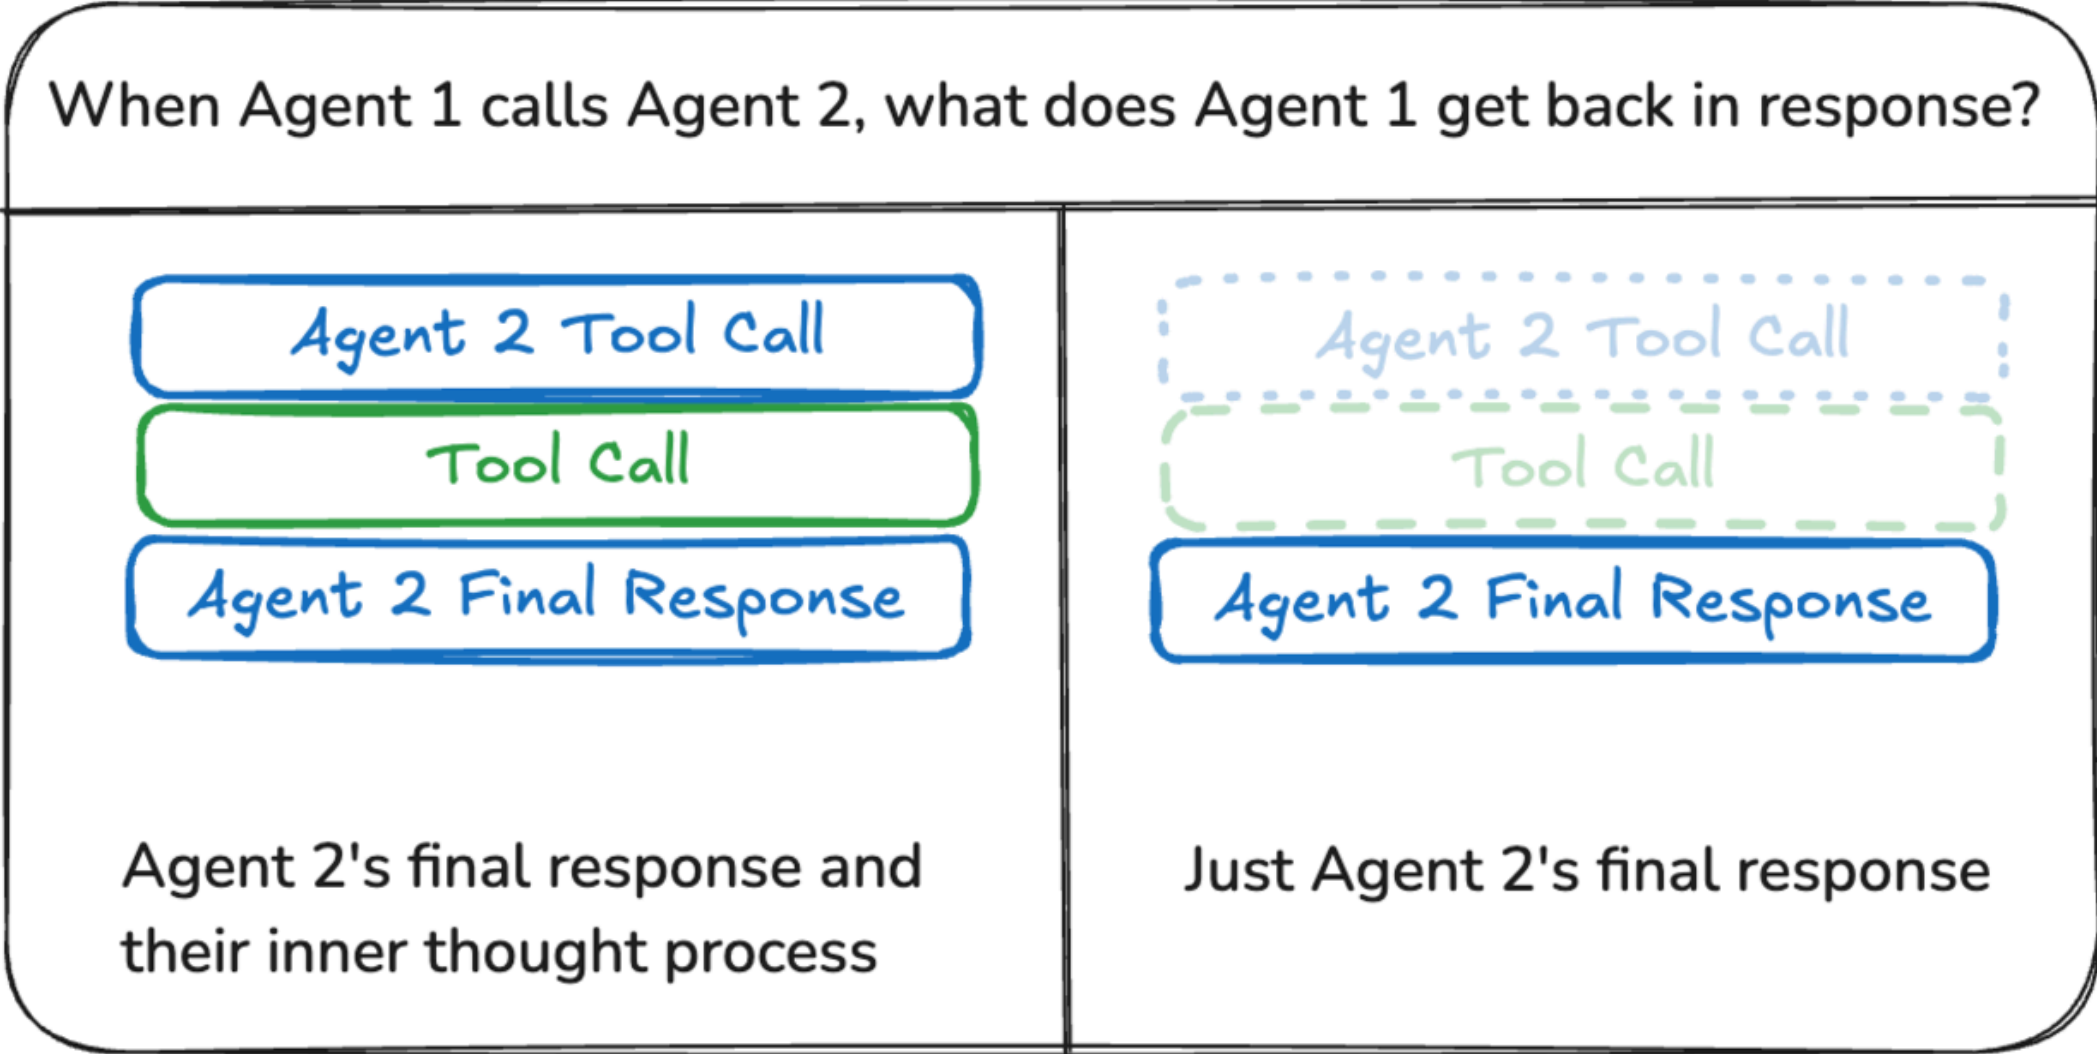 When Agent 1 calls Agent 2, what does Agent 1 get back in response?
Agent 2 Tool Call
Tool Call
Agent 2 Final Response
Agent 2's final response and
their inner thought process
Agent 2 Tool Call
Tool Call
Agent 2 Final Response
Just Agent 2's final response